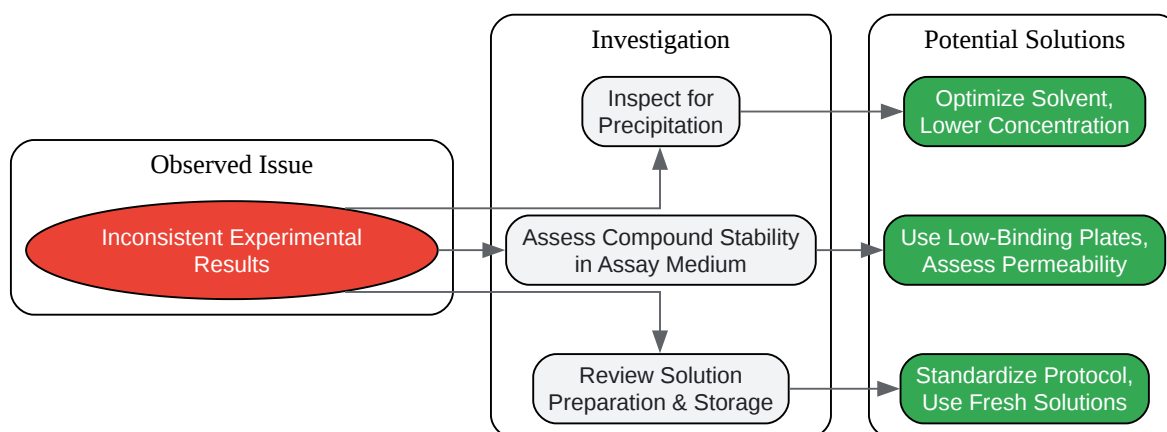 Observed Issue
Inconsistent Experimental
Results
Investigation
Inspect for
Precipitation
Assess Compound Stability
in Assay Medium
Review Solution
Preparation & Storage
Potential Solutions
Optimize Solvent,
Lower Concentration
Use Low-Binding Plates,
Assess Permeability
Standardize Protocol,
Use Fresh Solutions